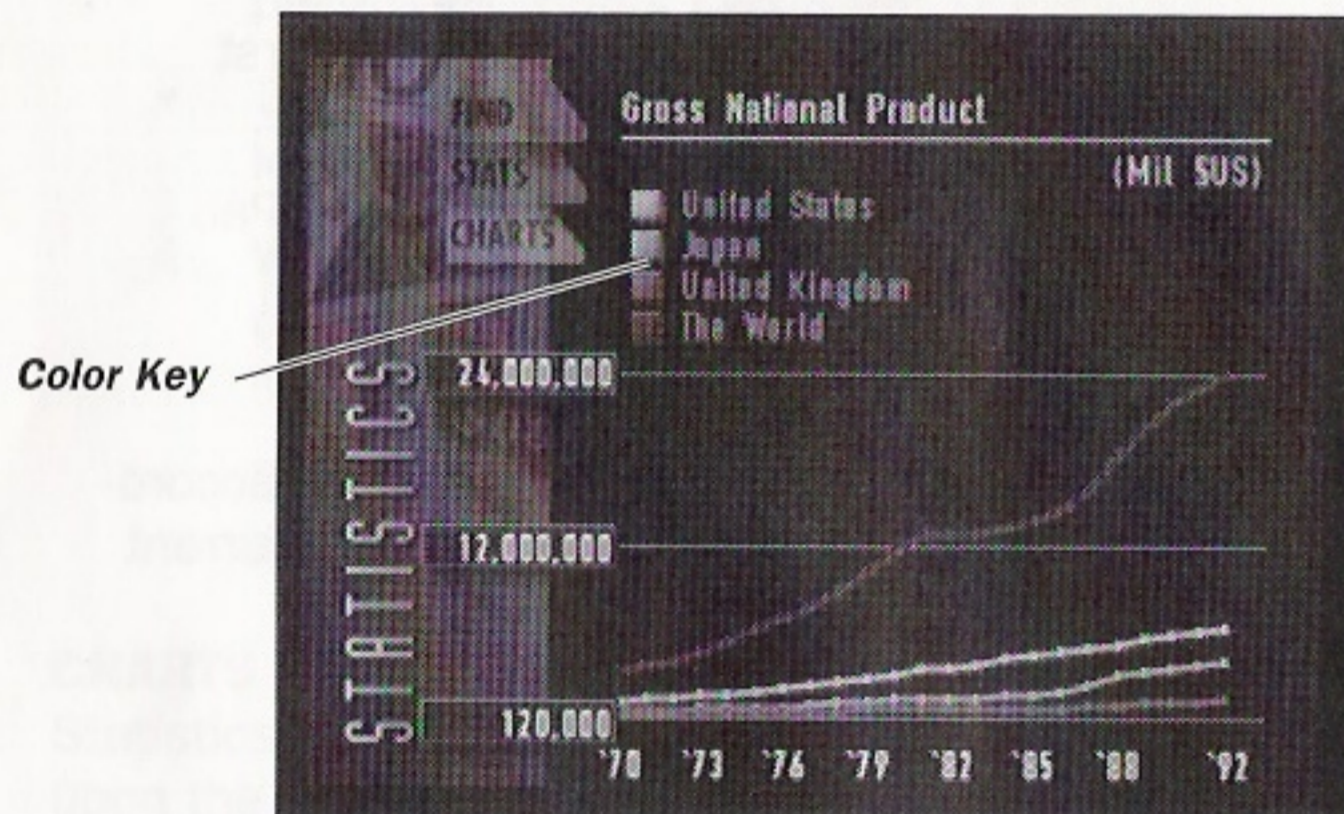 FIND
STATS
CHARTS
Gross National Product
(Mil $US)
United States
Japan
United Kingdom
The World
Color Key
STATISTICS
24,000,000
12,000,000
120,000
'70 '73 '76 '79 '82 '85 '88 '92